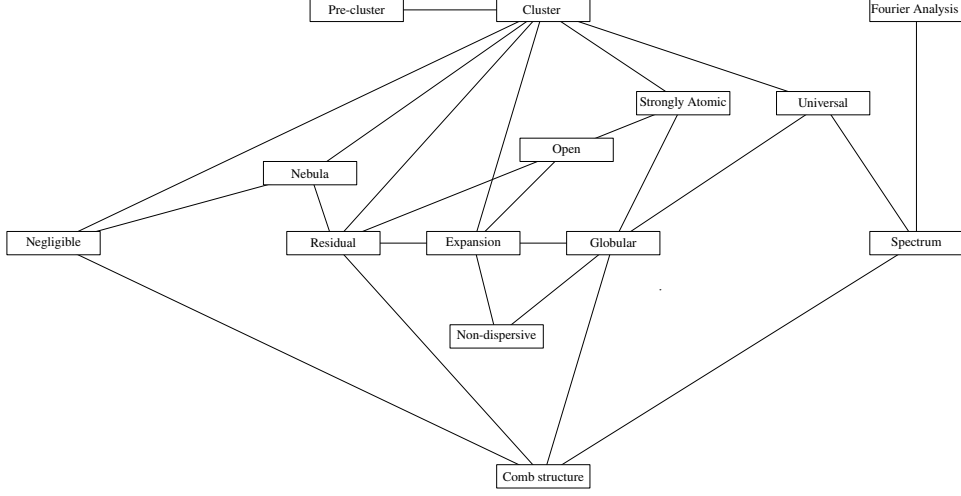 Pre-cluster
Cluster
Fourier Analysis
Strongly Atomic
Universal
Open
Nebula
Negligible
Residual
Expansion
Globular
Spectrum
Non-dispersive
Comb structure